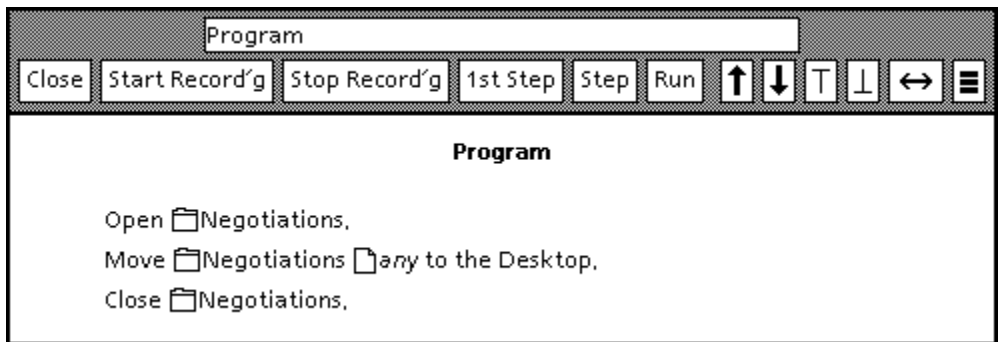 Program
Close Start Record´g Stop Record´g 1st Step Step Run
Program
Open Negotiations,
Move Negotiations any to the Desktop,
Close Negotiations,